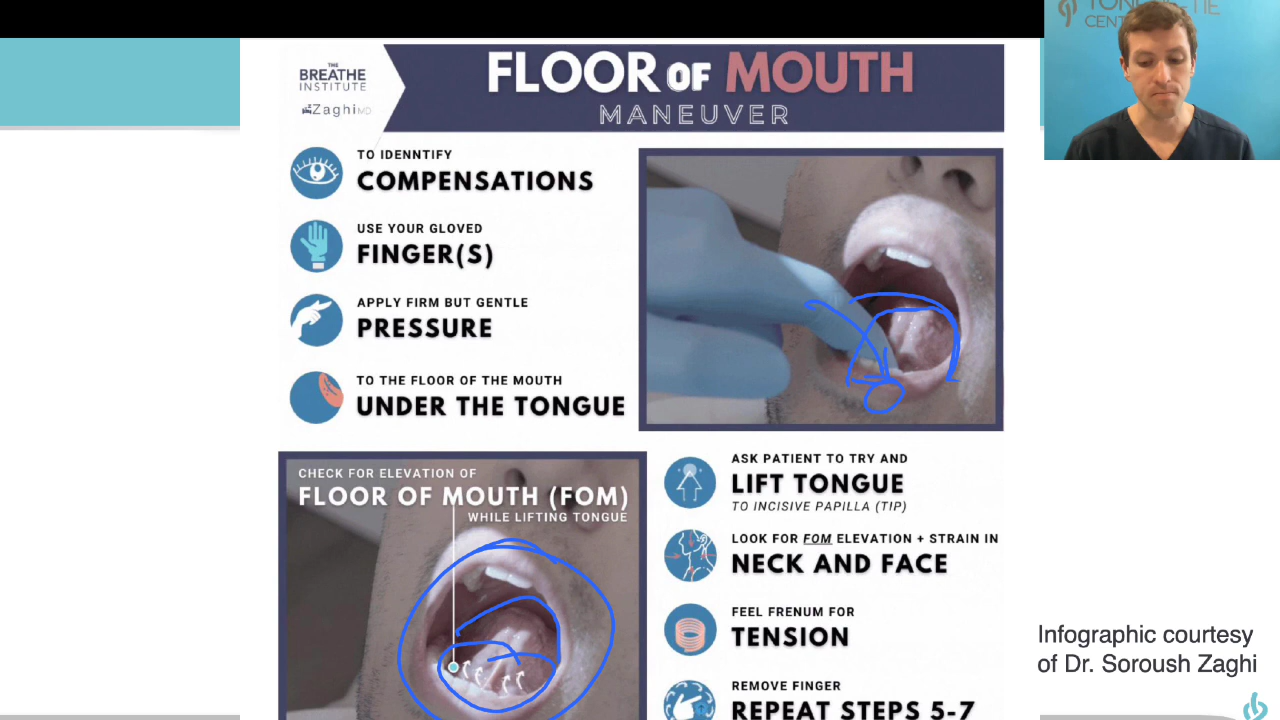 THE
BREATHE
INSTITUTE
Zaghi MD
FLOOR OF MOUTH
MANEUVER
TO IDENNTIFY
COMPENSATIONS
USE YOUR GLOVED
FINGER(S)
APPLY FIRM BUT GENTLE
PRESSURE
TO THE FLOOR OF THE MOUTH
UNDER THE TONGUE
CHECK FOR ELEVATION OF
FLOOR OF MOUTH (FOM)
WHILE LIFTING TONGUE
ASK PATIENT TO TRY AND
LIFT TONGUE
TO INCISIVE PAPILLA (TIP)
LOOK FOR FOM ELEVATION + STRAIN IN
NECK AND FACE
FEEL FRENUM FOR
TENSION
REMOVE FINGER
REPEAT STEPS 5-7
Infographic courtesy
of Dr. Soroush Zaghi